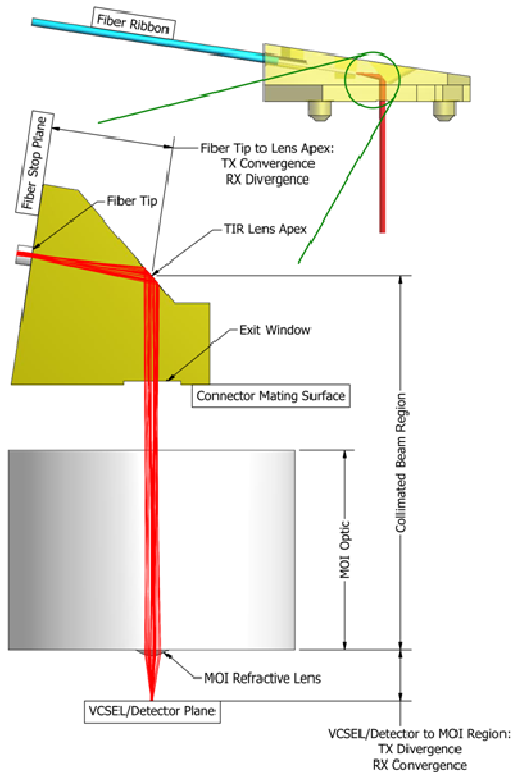 Fiber Ribbon
Fiber Stop Plane
Fiber Tip to Lens Apex:
TX Convergence
RX Divergence
Fiber Tip
TIR Lens Apex
Exit Window
Connector Mating Surface
Collimated Beam Region
MOI Optic
MOI Refractive Lens
VCSEL/Detector Plane
VCSEL/Detector to MOI Region:
TX Divergence
RX Convergence